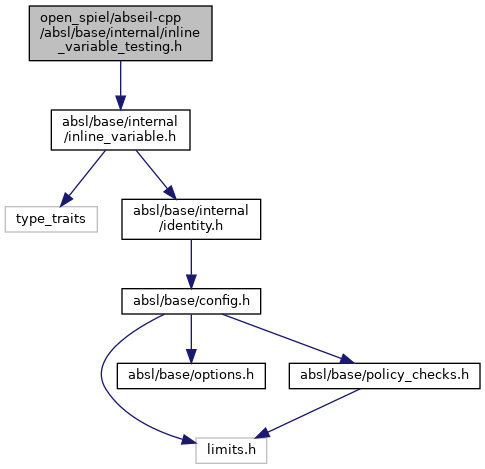 open_spiel/abseil-cpp
/absl/base/internal/inline
_variable_testing.h
absl/base/internal
/inline_variable.h
type_traits
absl/base/internal
/identity.h
absl/base/config.h
absl/base/options.h
absl/base/policy_checks.h
limits.h